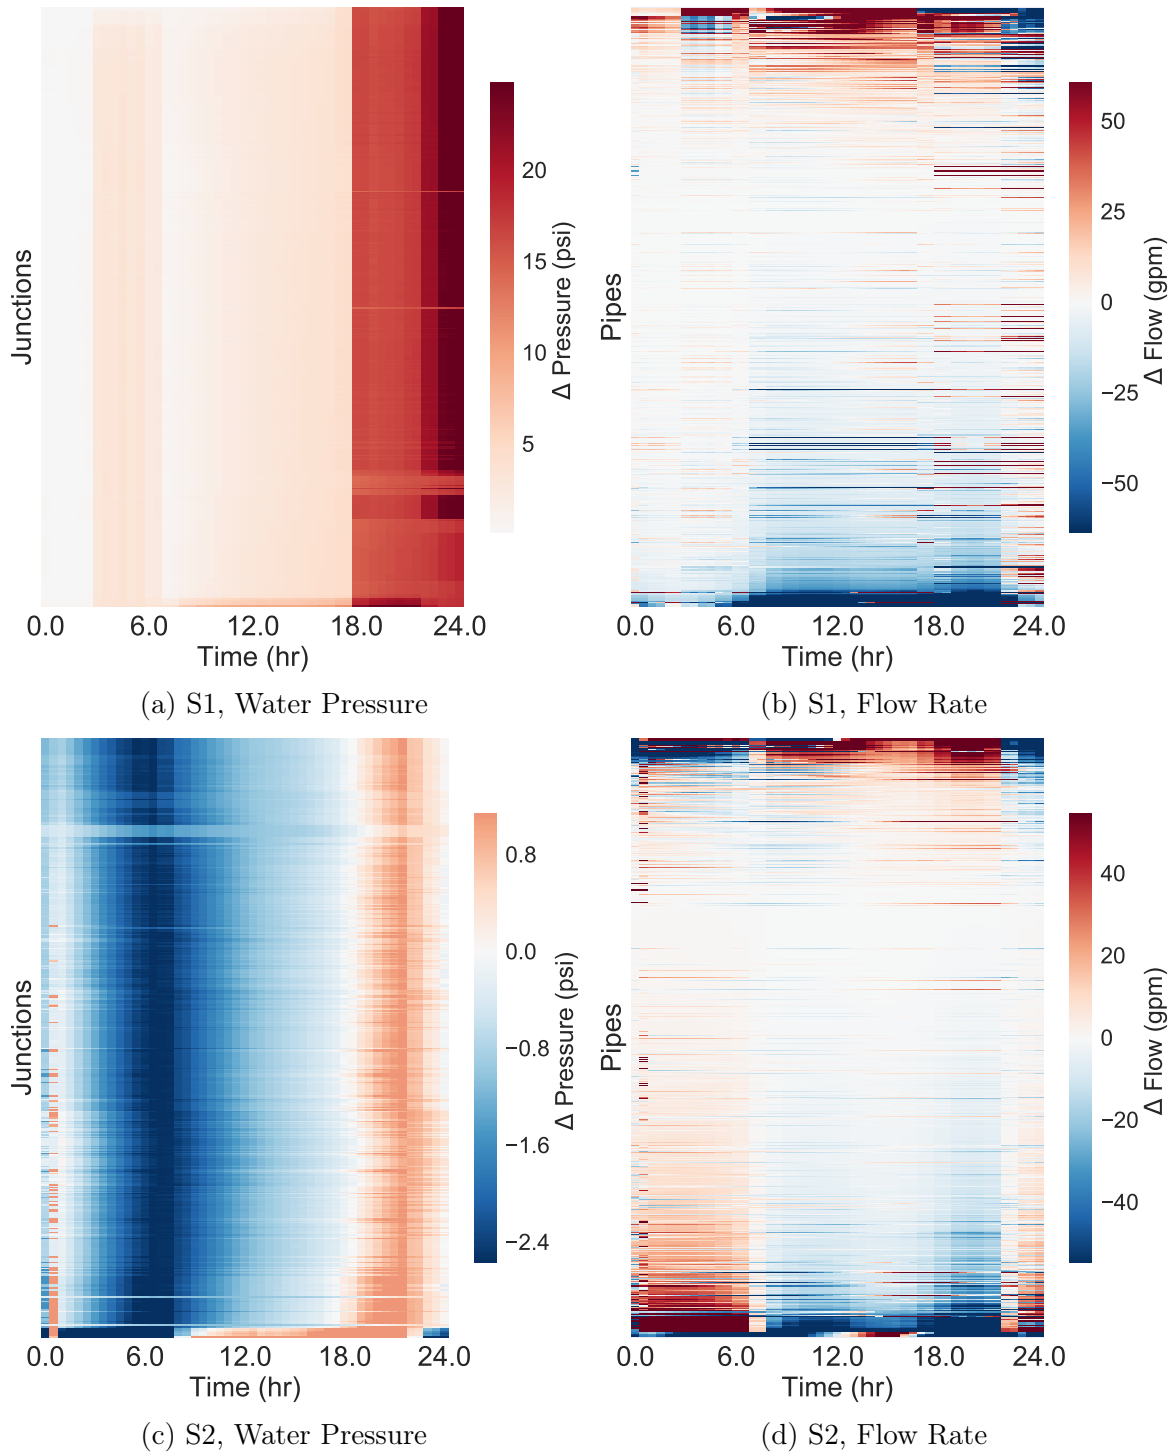 Junctions
0.0 6.0 12.0 18.0 24.0
Time (hr)
20
15
10
5
Δ Pressure (psi)
(a) S1, Water Pressure
Pipes
0.0 6.0 12.0 18.0 24.0
Time (hr)
50
25
0
−25
−50
Δ Flow (gpm)
(b) S1, Flow Rate
Junctions
0.0 6.0 12.0 18.0 24.0
Time (hr)
0.8
0.0
−0.8
−1.6
−2.4
Δ Pressure (psi)
(c) S2, Water Pressure
Pipes
0.0 6.0 12.0 18.0 24.0
Time (hr)
40
20
0
−20
−40
Δ Flow (gpm)
(d) S2, Flow Rate